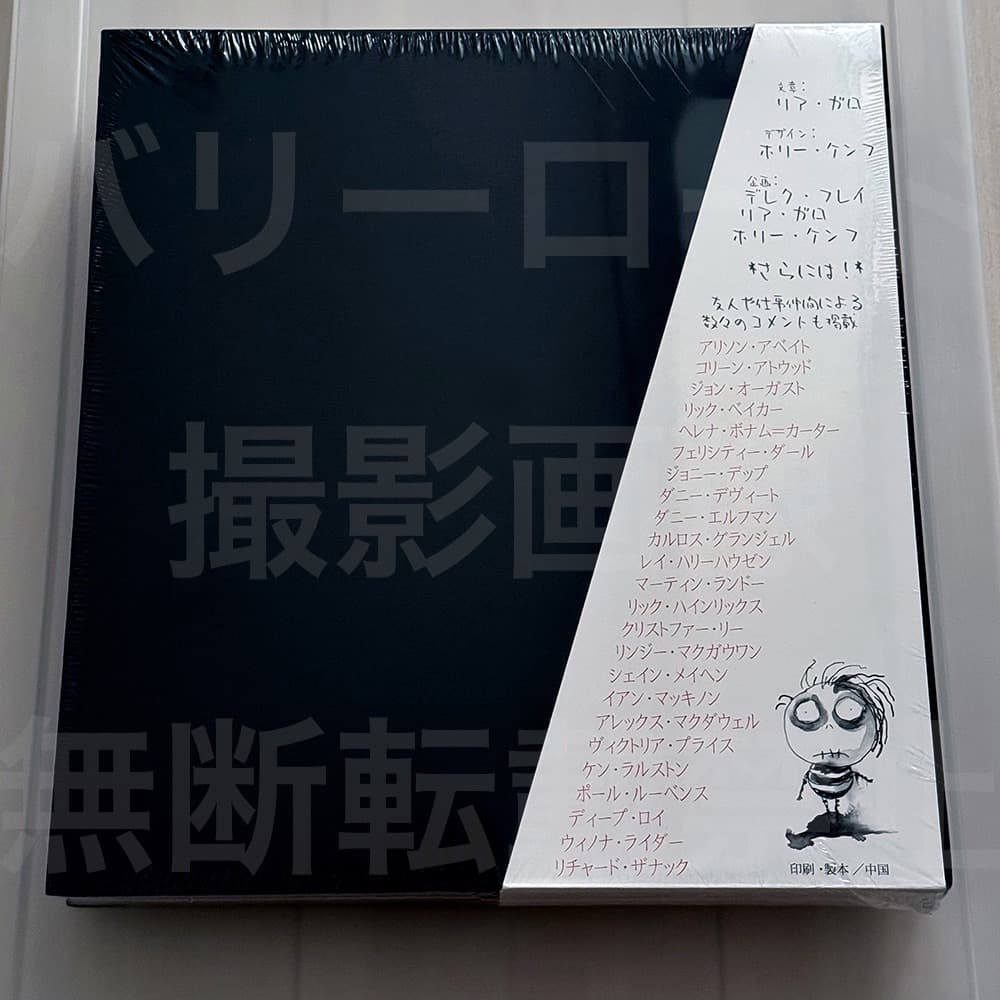 文章:
リア・ガロ
デザイン:
ホリー・ケンフ
企画:
デレク・フレイ
リア・ガロ
ホリー・ケンフ
*さらには!*
友人や仕事仲間による
数々のコメントも掲載
アリソン・アベイト
コリーン・アトウッド
ジョン・オーガスト
リック・ベイカー
ヘレナ・ボナム=カーター
フェリシティー・ダール
ジョニー・デップ
ダニー・デヴィート
ダニー・エルフマン
カルロス・グランジェル
レイ・ハリーハウゼン
マーティン・ランドー
リック・ハインリックス
クリストファー・リー
リンジー・マクガウワン
シェイン・メイヘン
イアン・マッキノン
アレックス・マクダウェル
ヴィクトリア・プライス
ケン・ラルストン
ポール・ルーベンス
ディープ・ロイ
ウィノナ・ライダー
リチャード・ザナック
印刷・製本/中国
バリーロー
撮影画
無断転